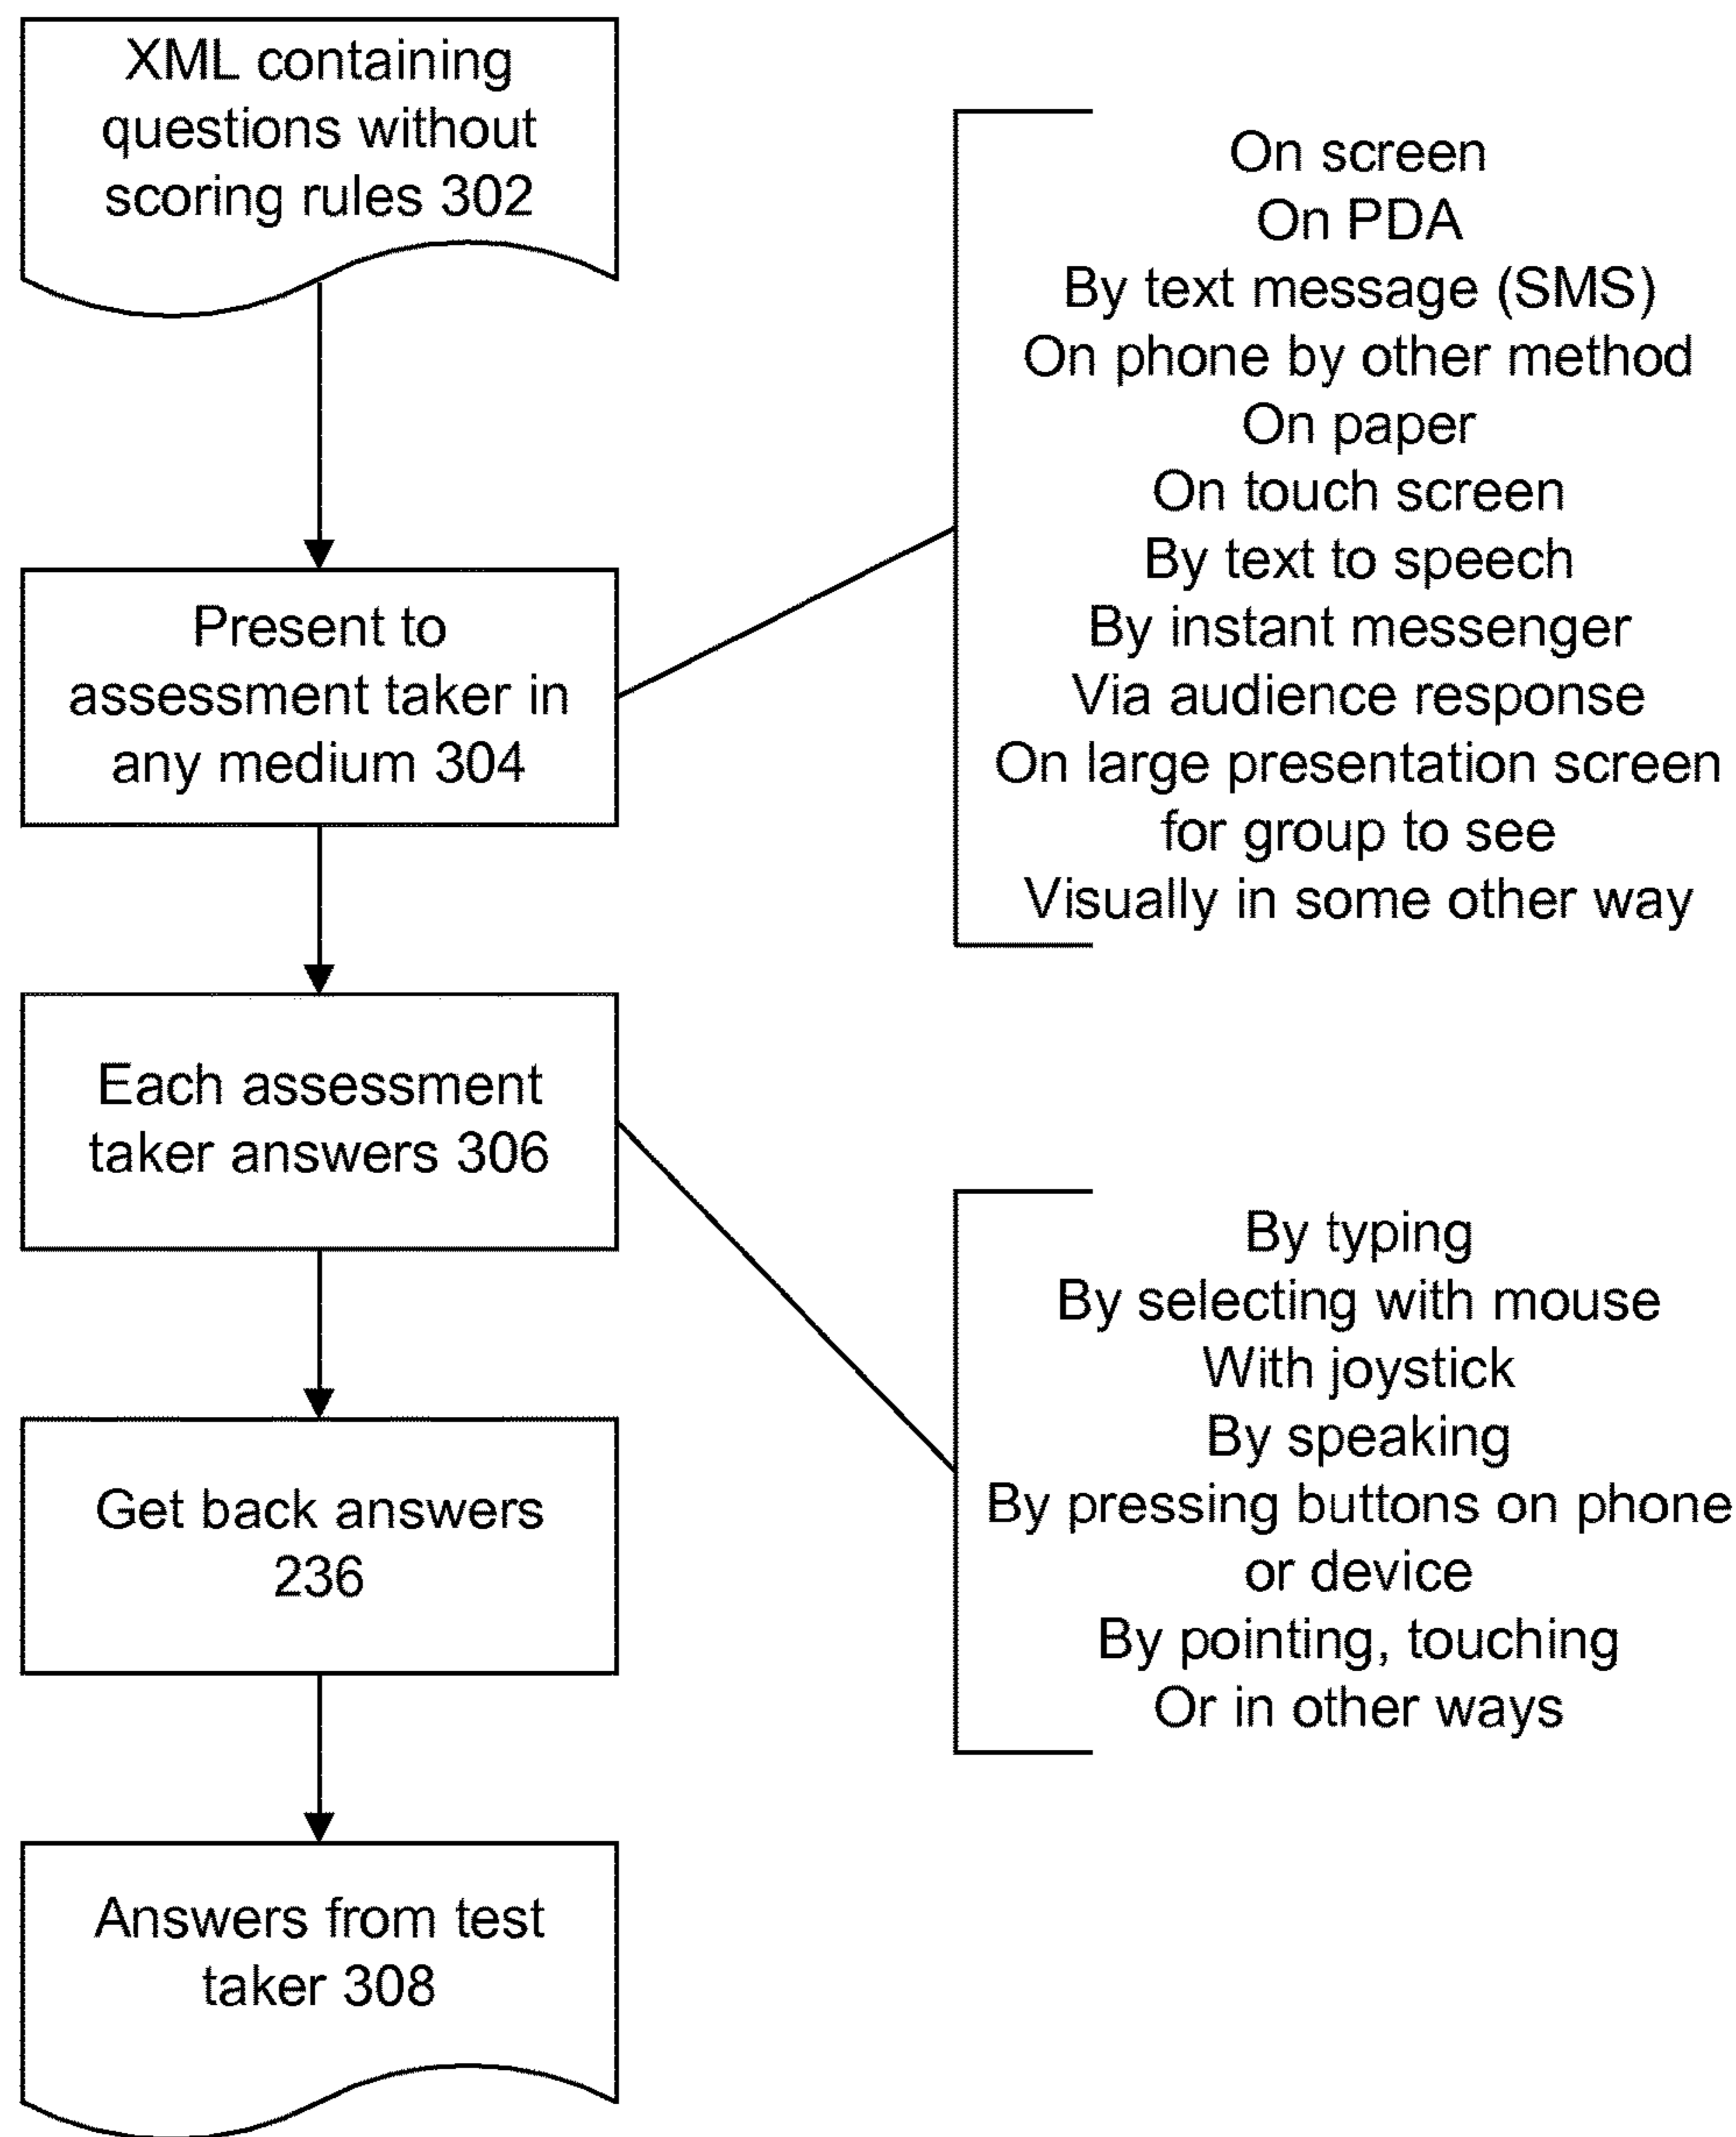 XML containing
questions without
scoring rules 302
Present to
assessment taker in
any medium 304
On screen
On PDA
By text message (SMS)
On phone by other method
On paper
On touch screen
By text to speech
By instant messenger
Via audience response
On large presentation screen
for group to see
Visually in some other way
Each assessment
taker answers 306
By typing
By selecting with mouse
With joystick
By speaking
By pressing buttons on phone
or device
By pointing, touching
Or in other ways
Get back answers
236
Answers from test
taker 308